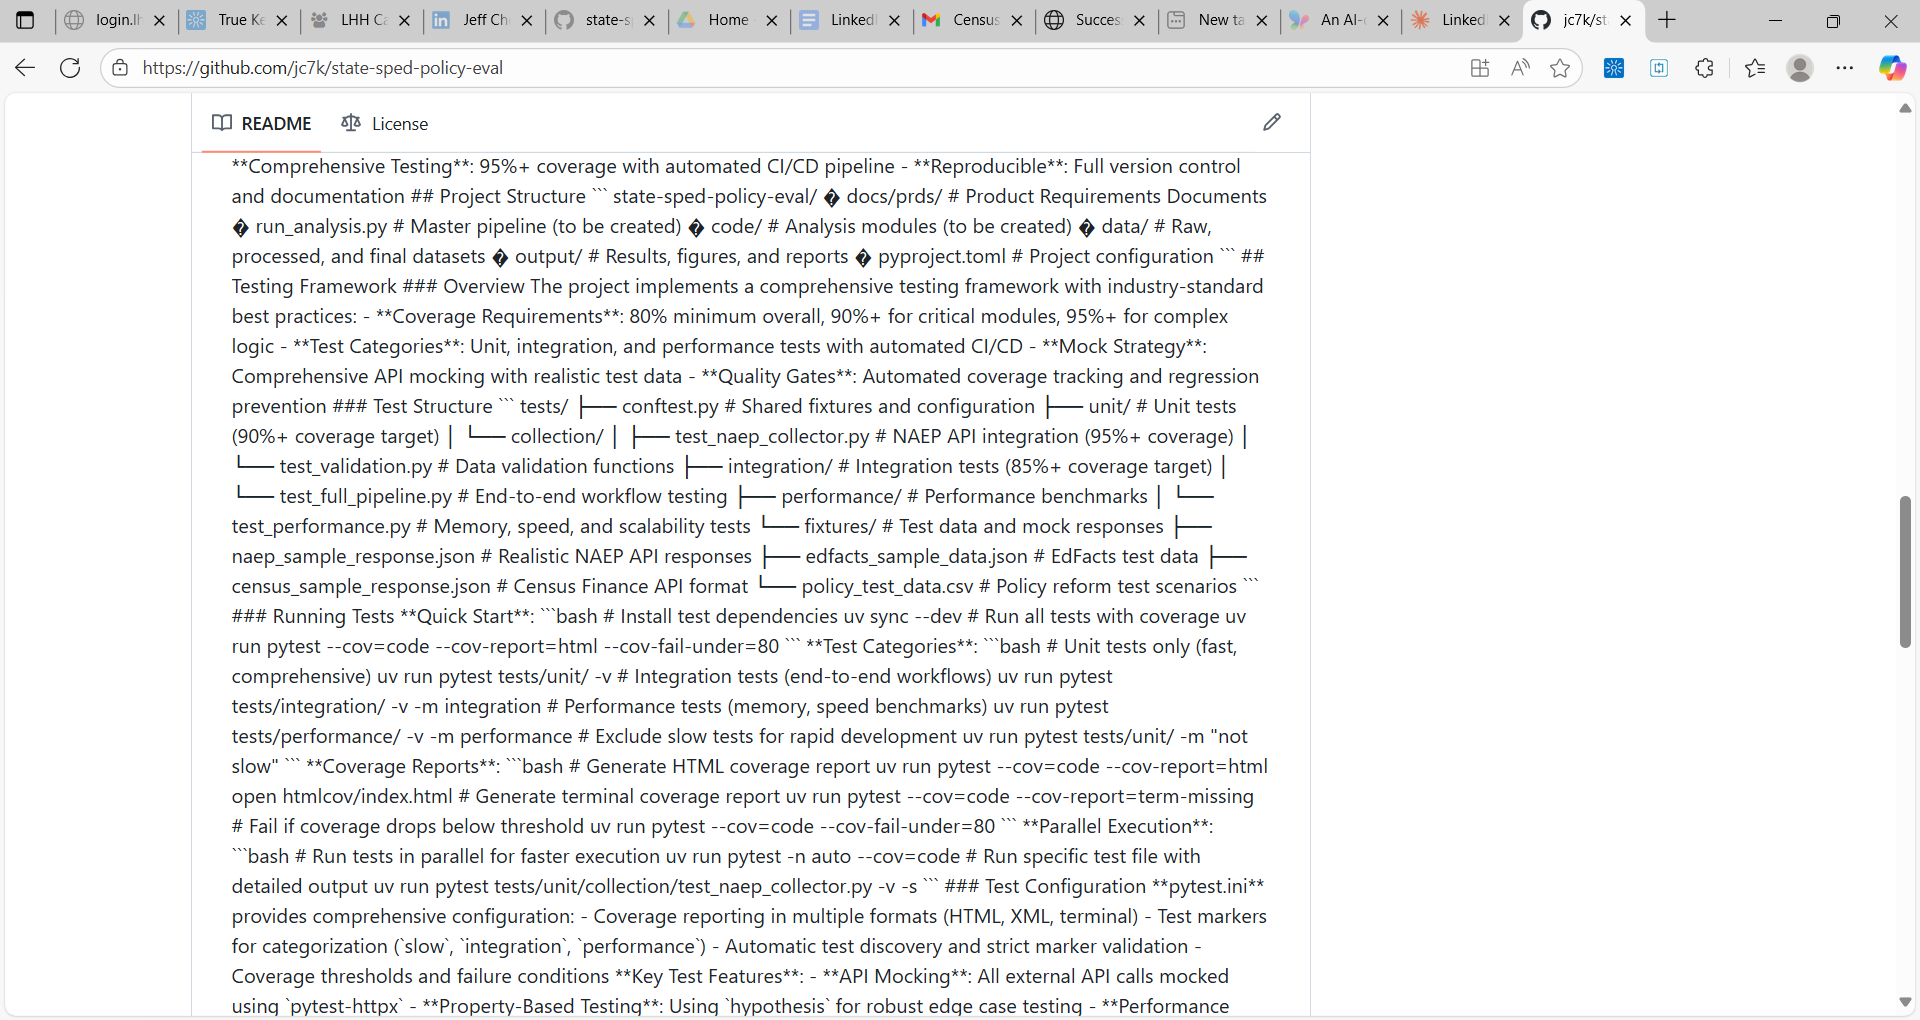 login.lh
True Ke
LHH Ca
Jeff Ch
state-s
Home
LinkedI
Census
Succes
New ta
An AI-
Linked
jc7k/st
https://github.com/jc7k/state-sped-policy-eval
README
License
**Comprehensive Testing**: 95%+ coverage with automated CI/CD pipeline - **Reproducible**: Full version control
and documentation ## Project Structure ``` state-sped-policy-eval/ � docs/prds/ # Product Requirements Documents
� run_analysis.py # Master pipeline (to be created) � code/ # Analysis modules (to be created) � data/ # Raw,
processed, and final datasets � output/ # Results, figures, and reports � pyproject.toml # Project configuration ``` ##
Testing Framework ### Overview The project implements a comprehensive testing framework with industry-standard
best practices: - **Coverage Requirements**: 80% minimum overall, 90%+ for critical modules, 95%+ for complex
logic - **Test Categories**: Unit, integration, and performance tests with automated CI/CD - **Mock Strategy**:
Comprehensive API mocking with realistic test data - **Quality Gates**: Automated coverage tracking and regression
prevention ### Test Structure ``` tests/ ├── conftest.py # Shared fixtures and configuration ├── unit/ # Unit tests
(90%+ coverage target) │ └── collection/ │ ├── test_naep_collector.py # NAEP API integration (95%+ coverage) │
└── test_validation.py # Data validation functions ├── integration/ # Integration tests (85%+ coverage target) │
└── test_full_pipeline.py # End-to-end workflow testing ├── performance/ # Performance benchmarks │ └──
test_performance.py # Memory, speed, and scalability tests └── fixtures/ # Test data and mock responses ├──
naep_sample_response.json # Realistic NAEP API responses ├── edfacts_sample_data.json # EdFacts test data ├──
census_sample_response.json # Census Finance API format └── policy_test_data.csv # Policy reform test scenarios ```
### Running Tests **Quick Start**: ```bash # Install test dependencies uv sync --dev # Run all tests with coverage uv
run pytest --cov=code --cov-report=html --cov-fail-under=80 ``` **Test Categories**: ```bash # Unit tests only (fast,
comprehensive) uv run pytest tests/unit/ -v # Integration tests (end-to-end workflows) uv run pytest
tests/integration/ -v -m integration # Performance tests (memory, speed benchmarks) uv run pytest
tests/performance/ -v -m performance # Exclude slow tests for rapid development uv run pytest tests/unit/ -m "not
slow" ``` **Coverage Reports**: ```bash # Generate HTML coverage report uv run pytest --cov=code --cov-report=html
open htmlcov/index.html # Generate terminal coverage report uv run pytest --cov=code --cov-report=term-missing
# Fail if coverage drops below threshold uv run pytest --cov=code --cov-fail-under=80 ``` **Parallel Execution**:
```bash # Run tests in parallel for faster execution uv run pytest -n auto --cov=code # Run specific test file with
detailed output uv run pytest tests/unit/collection/test_naep_collector.py -v -s ``` ### Test Configuration **pytest.ini**
provides comprehensive configuration: - Coverage reporting in multiple formats (HTML, XML, terminal) - Test markers
for categorization (`slow`, `integration`, `performance`) - Automatic test discovery and strict marker validation -
Coverage thresholds and failure conditions **Key Test Features**: - **API Mocking**: All external API calls mocked
using `pytest-httpx` - **Property-Based Testing**: Using `hypothesis` for robust edge case testing - **Performance